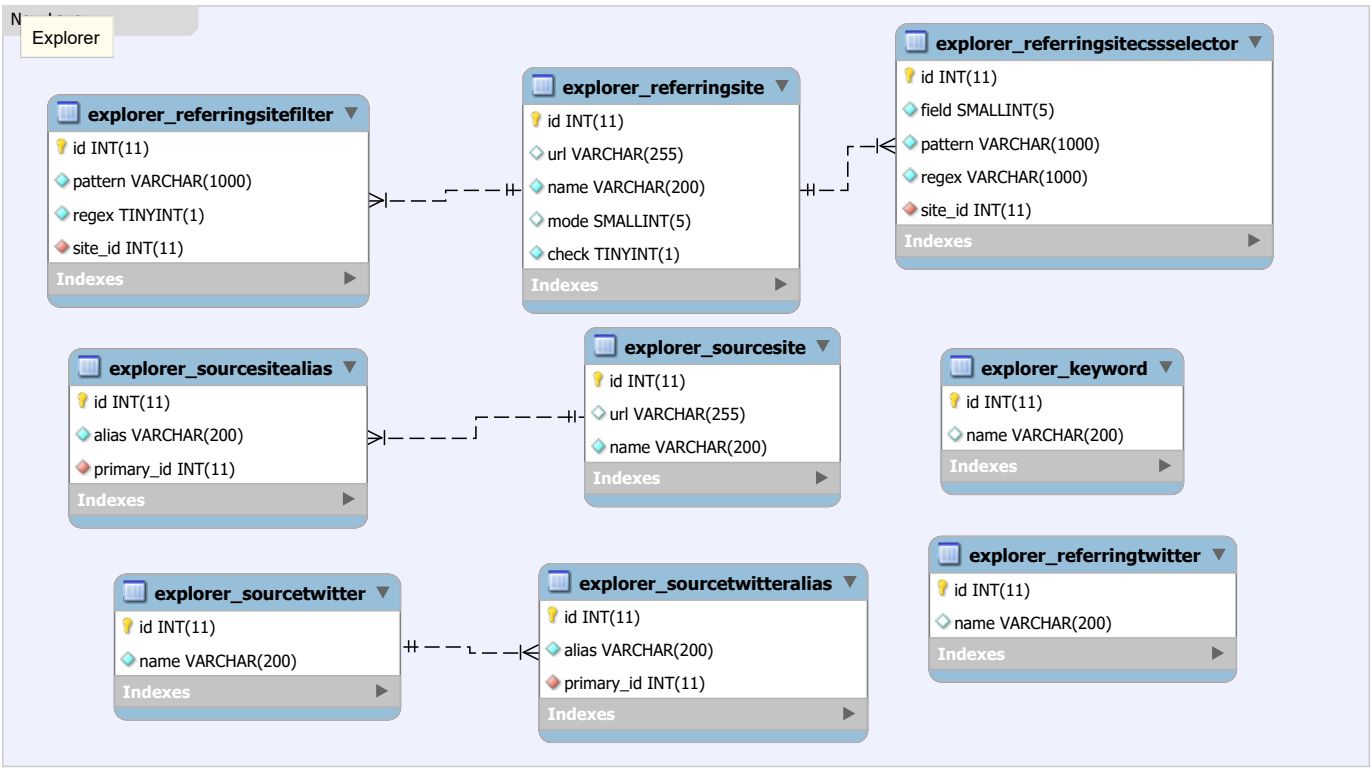 Explorer
explorer_referringsitefilter
id INT(11)
pattern VARCHAR(1000)
regex TINYINT(1)
site_id INT(11)
Indexes
explorer_referringsite
id INT(11)
url VARCHAR(255)
name VARCHAR(200)
mode SMALLINT(5)
check TINYINT(1)
Indexes
explorer_referringsitecssselector
id INT(11)
field SMALLINT(5)
pattern VARCHAR(1000)
regex VARCHAR(1000)
site_id INT(11)
Indexes
explorer_sourcesitealias
id INT(11)
alias VARCHAR(200)
primary_id INT(11)
Indexes
explorer_sourcesite
id INT(11)
url VARCHAR(255)
name VARCHAR(200)
Indexes
explorer_keyword
id INT(11)
name VARCHAR(200)
Indexes
explorer_sourcetwitter
id INT(11)
name VARCHAR(200)
Indexes
explorer_sourcetwitteralias
id INT(11)
alias VARCHAR(200)
primary_id INT(11)
Indexes
explorer_referringtwitter
id INT(11)
name VARCHAR(200)
Indexes